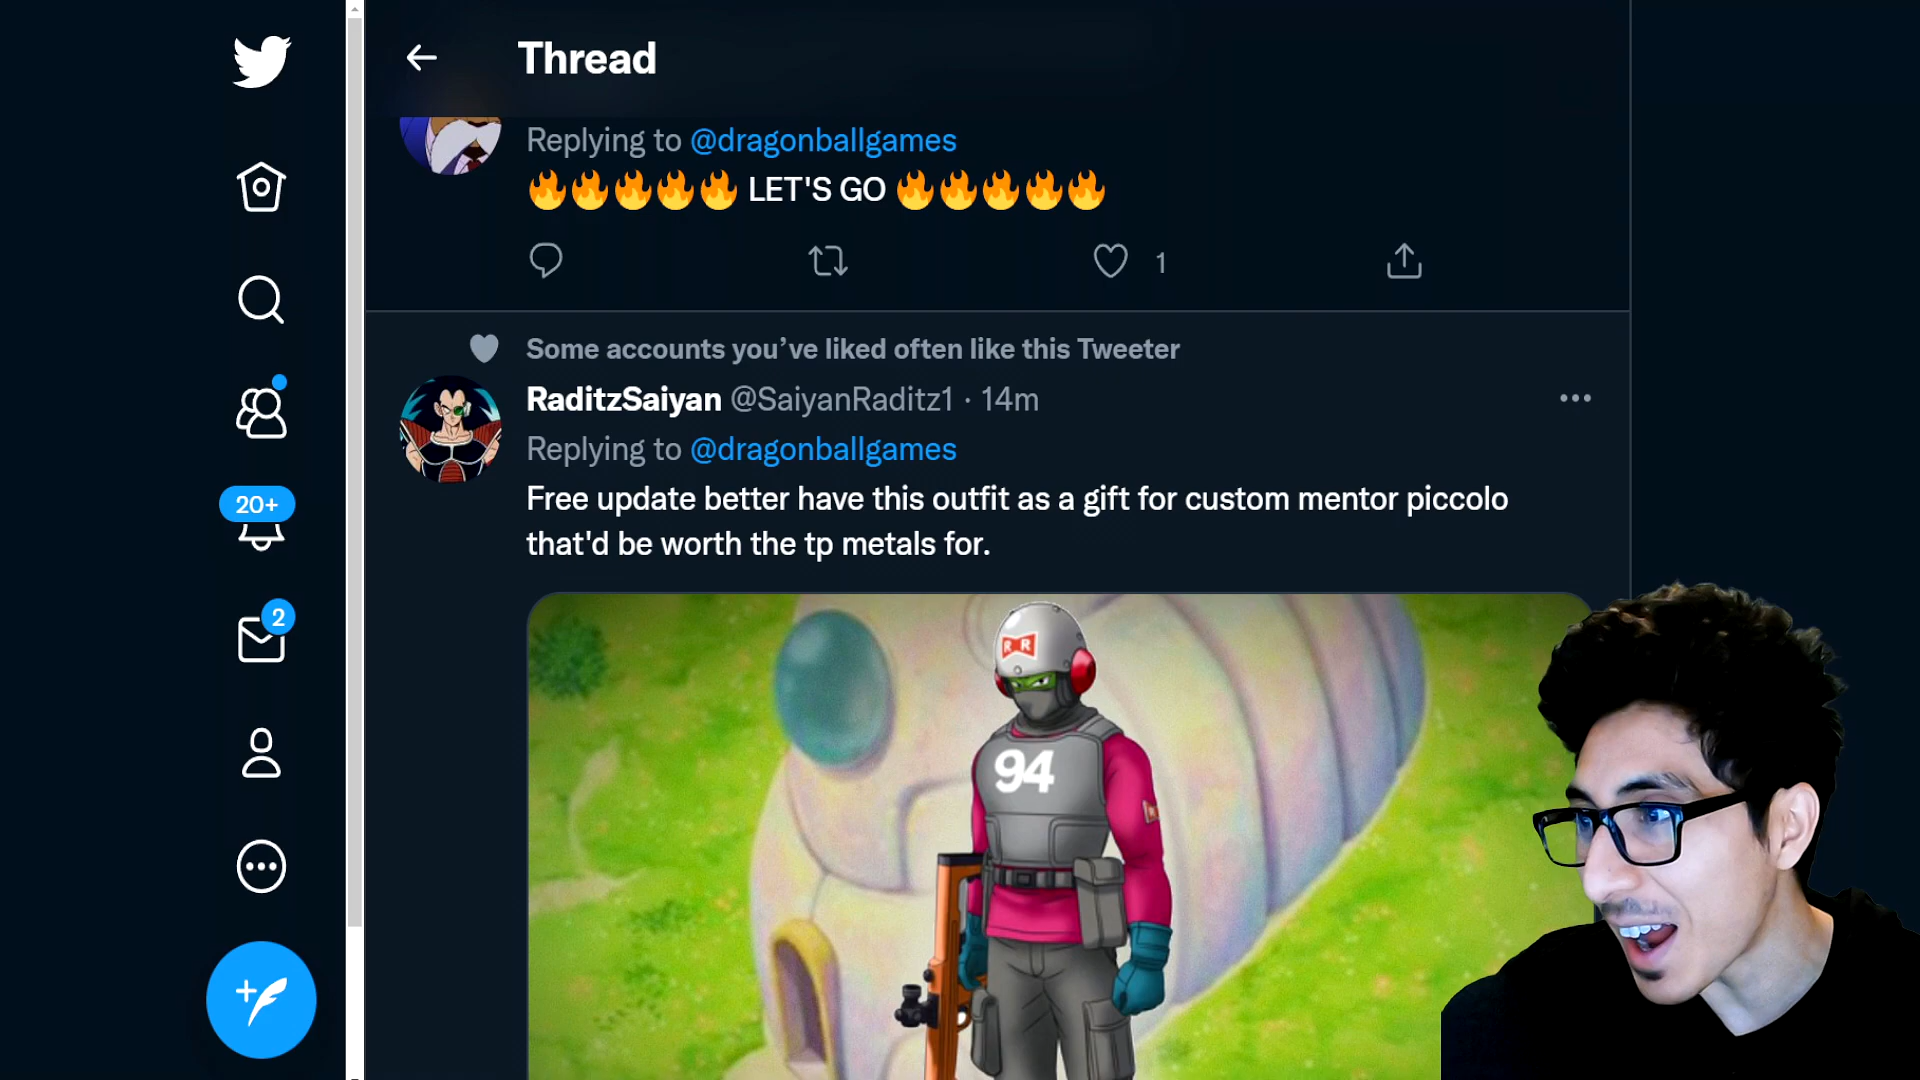 Thread
Replying to @dragonballgames
🔥🔥🔥🔥🔥 LET'S GO 🔥🔥🔥🔥🔥
1
Some accounts you’ve liked often like this Tweeter
RaditzSaiyan @SaiyanRaditz1 · 14m
Replying to @dragonballgames
Free update better have this outfit as a gift for custom mentor piccolo
that'd be worth the tp metals for.
20+
2
R R
94